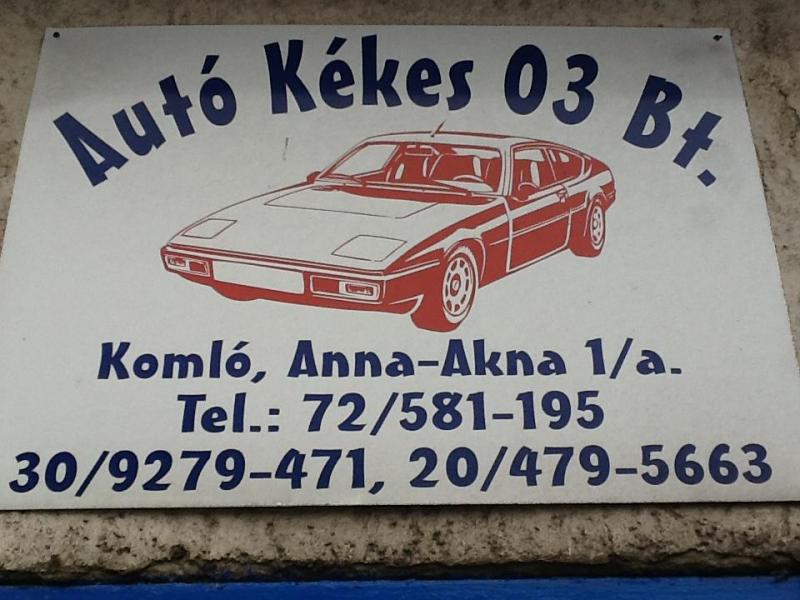 Autó Kékes 03 Bt.
Komló, Anna-Akna 1/a.
Tel.: 72/581-195
30/9279-471, 20/479-5663